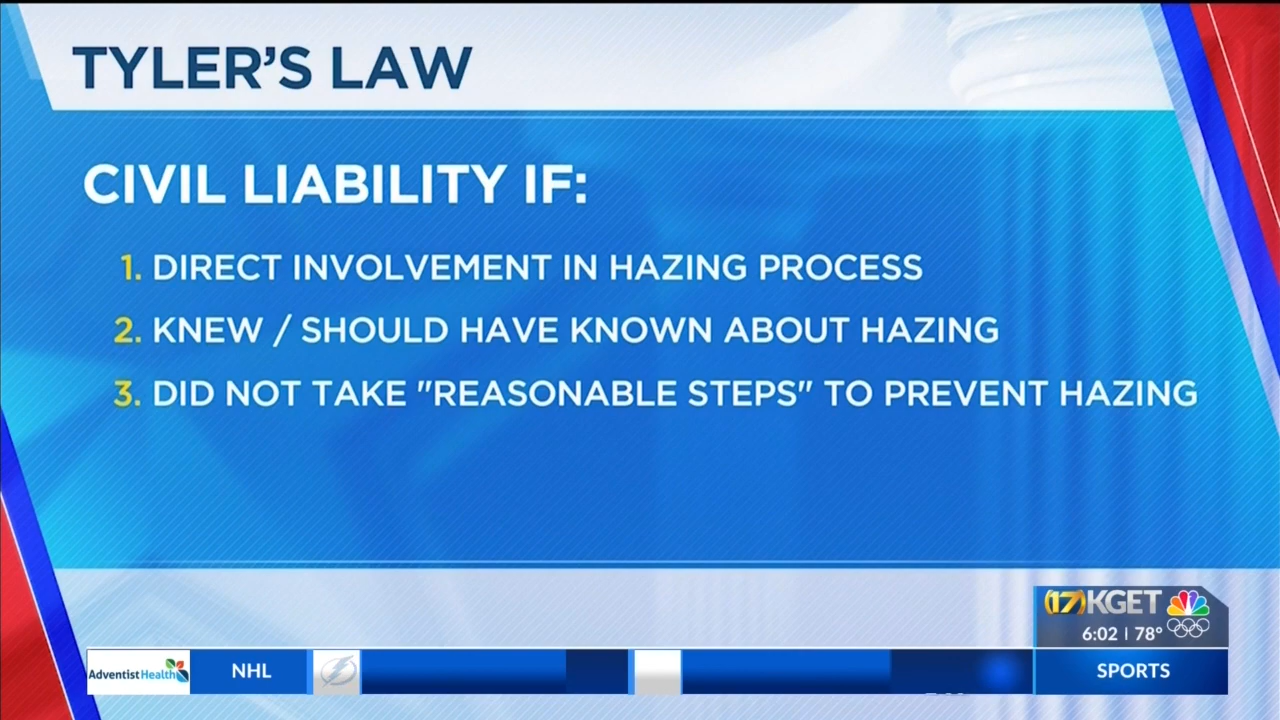 TYLER'S LAW
CIVIL LIABILITY IF:
1. DIRECT INVOLVEMENT IN HAZING PROCESS
2. KNEW / SHOULD HAVE KNOWN ABOUT HAZING
3. DID NOT TAKE "REASONABLE STEPS" TO PREVENT HAZING
17 KGET
6:02 | 78°
Adventist Health NHL SPORTS